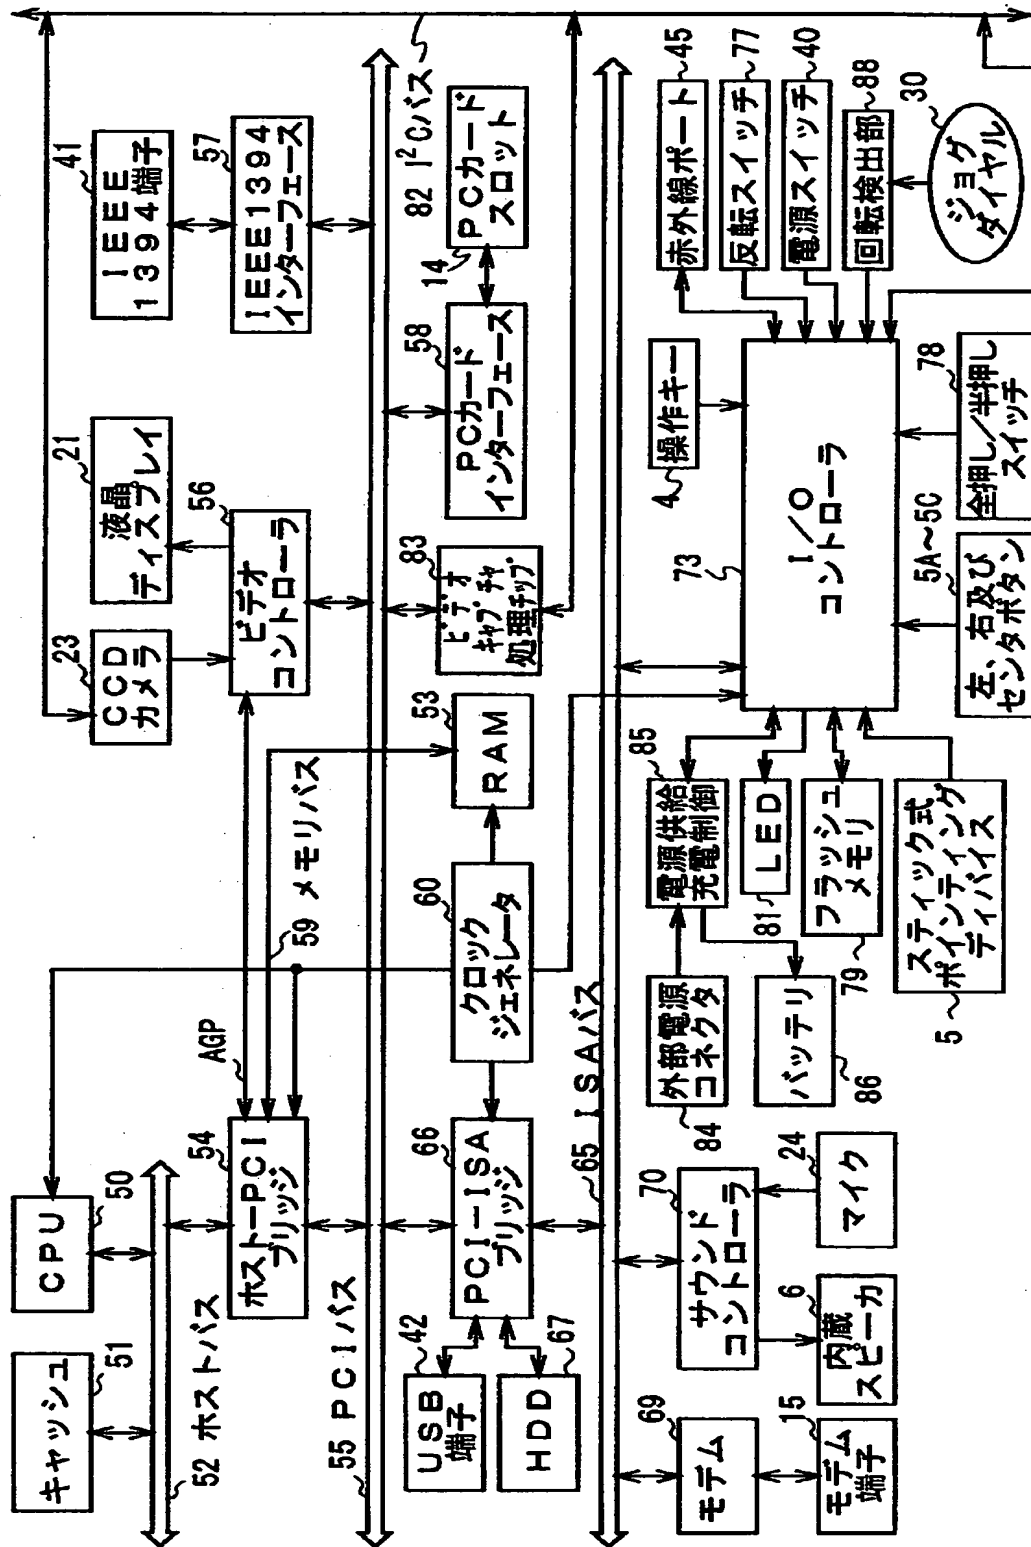 キャッシュ
51
CPU
50
52 ホストバス
ホストーPCI
ブリッジ
54
AGP
59 メモリバス
CCD
カメラ
23
液晶
ディスプレイ
21
ビデオ
コントローラ
56
IEEE
1394端子
41
IEEE1394
インターフェース
57
82 I²Cバス
55 PCIバス
USB
端子
42
HDD
67
PCI－ISA
ブリッジ
66
クロック
ジェネレータ
60
RAM
53
ビデオ
キャプチャ
処理チップ
83
PCカード
インターフェース
58
PCカード
スロット
14
65 ISAバス
モデム
69
モデム
端子
15
サウンド
コントローラ
70
内蔵
スピーカ
6
マイク
24
外部電源
コネクタ
84
電源供給
充電制御
85
バッテリ
86
LED
81
フラッシュ
メモリ
79
スティック式
ポインティング
ディバイス
5
I/O
コントローラ
73
操作キー
4
左、右及び
センタボタン
5A～5C
全押し/半押し
スイッチ
78
赤外線ポート
45
反転スイッチ
77
電源スイッチ
40
回転検出部
88
ジョグ
ダイヤル
30